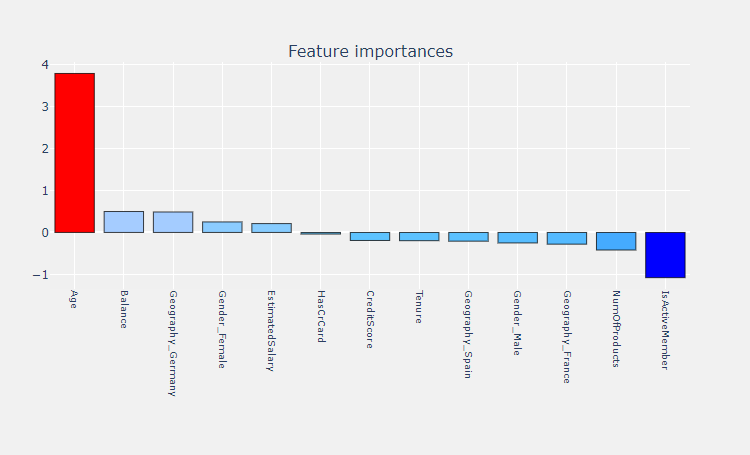 Feature importances
4
3
2
1
0
−1
Age
Balance
Geography_Germany
Gender_Female
EstimatedSalary
HasCrCard
CreditScore
Tenure
Geography_Spain
Gender_Male
Geography_France
NumOfProducts
IsActiveMember